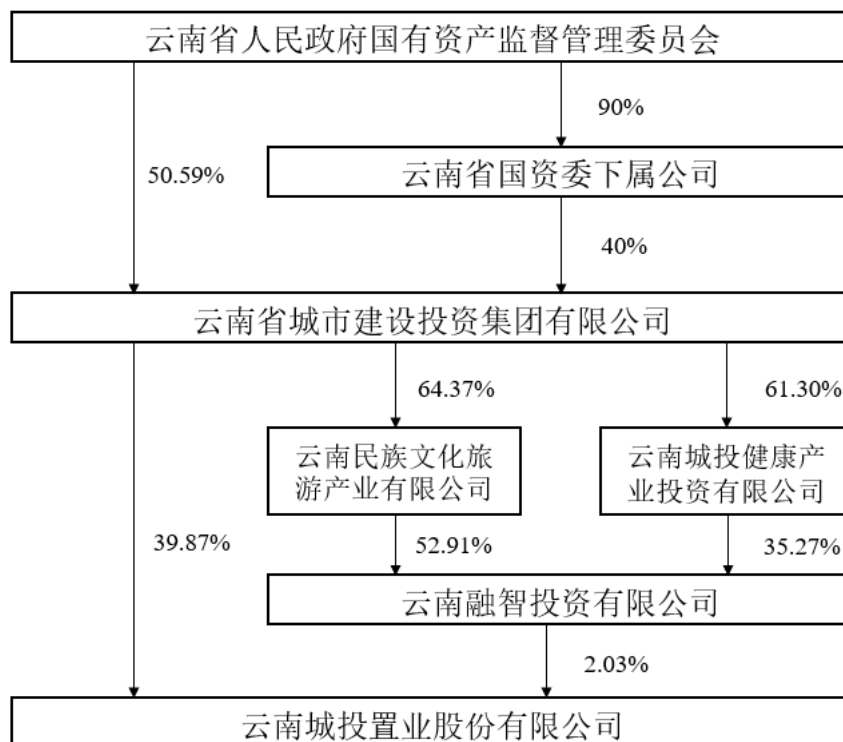 云南省人民政府国有资产监督管理委员会
90%
50.59%
云南省国资委下属公司
40%
云南省城市建设投资集团有限公司
64.37%
61.30%
云南民族文化旅
游产业有限公司
云南城投健康产
业投资有限公司
39.87%
52.91%
35.27%
云南融智投资有限公司
2.03%
云南城投置业股份有限公司